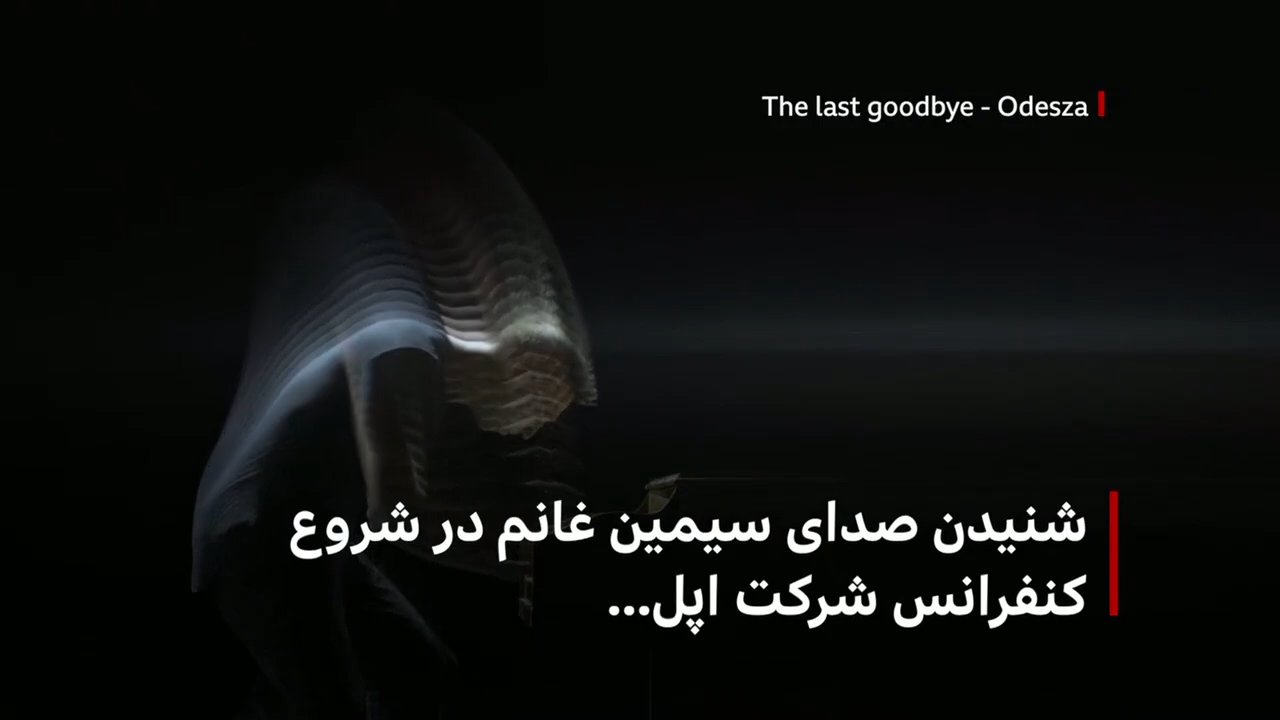 The last goodbye - Odesza
شنیدن صدای سیمین غانم در شروع
کنفرانس شرکت اپل...